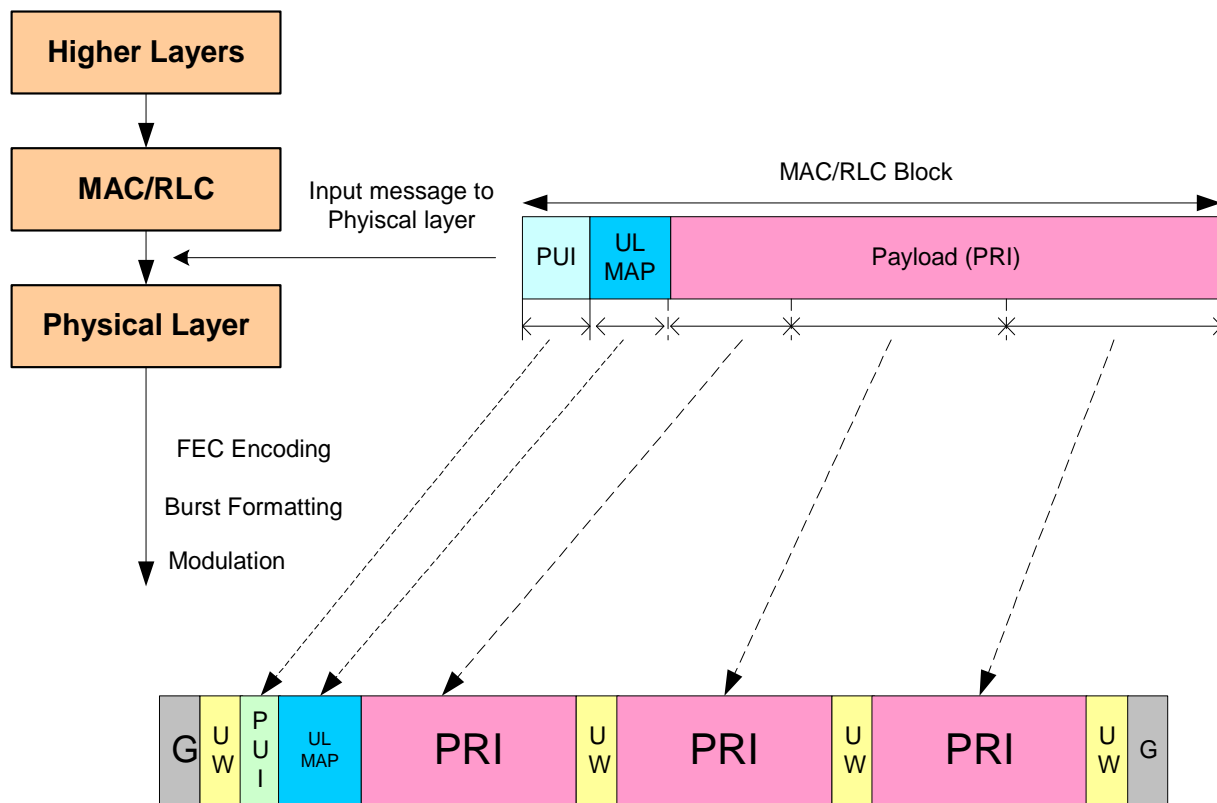 Higher Layers
MAC/RLC
Physical Layer
Input message to
Phyiscal layer
MAC/RLC Block
PUI
UL
MAP
Payload (PRI)
FEC Encoding
Burst Formatting
Modulation
G
U
W
P
U
I
UL
MAP
PRI
U
W
PRI
U
W
PRI
U
W
G